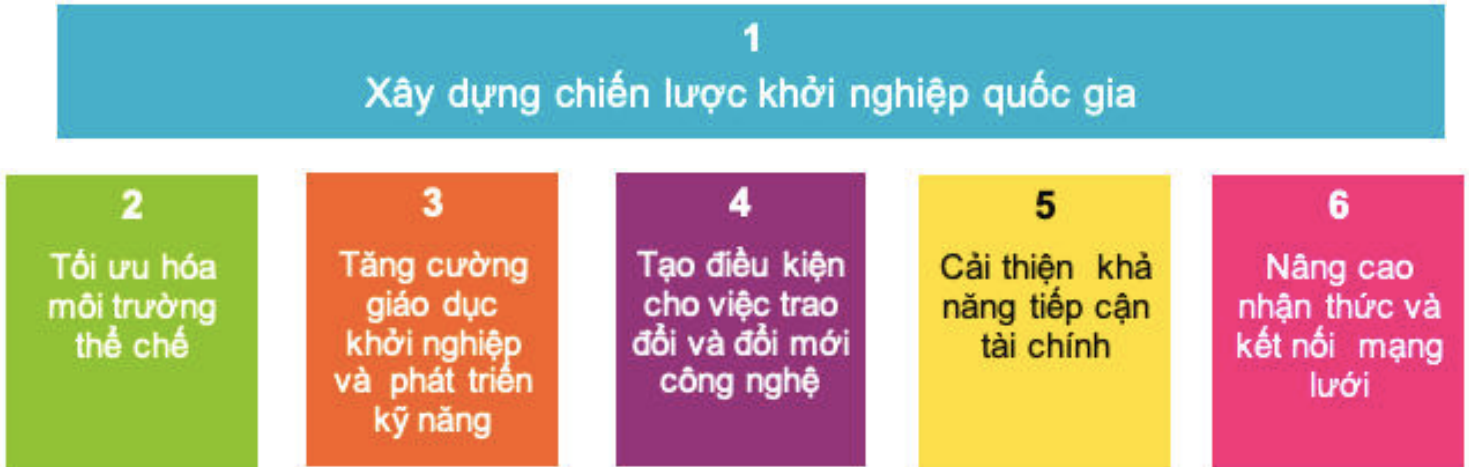 1
Xây dựng chiến lược khởi nghiệp quốc gia
2
Tối ưu hóa
môi trường
thể chế
3
Tăng cường
giáo dục
khởi nghiệp
và phát triển
kỹ năng
4
Tạo điều kiện
cho việc trao
đổi và đổi mới
công nghệ
5
Cải thiện khả
năng tiếp cận
tài chính
6
Nâng cao
nhận thức và
kết nối mạng
lưới